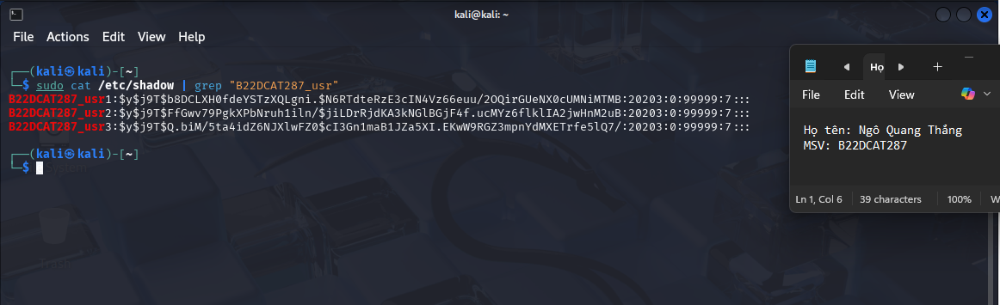 kali@kali: ~
File Actions Edit View Help
┌──(kali㉿kali)-[~]
└─$ sudo cat /etc/shadow | grep "B22DCAT287_usr"
B22DCAT287_usr1:$y$j9T$b8DCLXH0fdeYSTzXQLgni.$N6RTdteRzE3cIN4Vz66euu/2OQirGUeNX0cUMNiMTMB:20203:0:99999:7:::
B22DCAT287_usr2:$y$j9T$FfGwv79PgkXPbNruh1iln/$jiLDrRjdKA3kNGlBGjF4f.ucMYz6flklIA2jwHnM2uB:20203:0:99999:7:::
B22DCAT287_usr3:$y$j9T$Q.biM/5ta4idZ6NJXlwFZ0$cI3Gn1maB1JZa5XI.EKwW9RGZ3mpnYdMXETrfe5lQ7/:20203:0:99999:7:::
┌──(kali㉿kali)-[~]
└─$
System
Trash
Họ
File Edit View
Họ tên: Ngô Quang Thắng
MSV: B22DCAT287
Ln 1, Col 6 39 characters 100% W